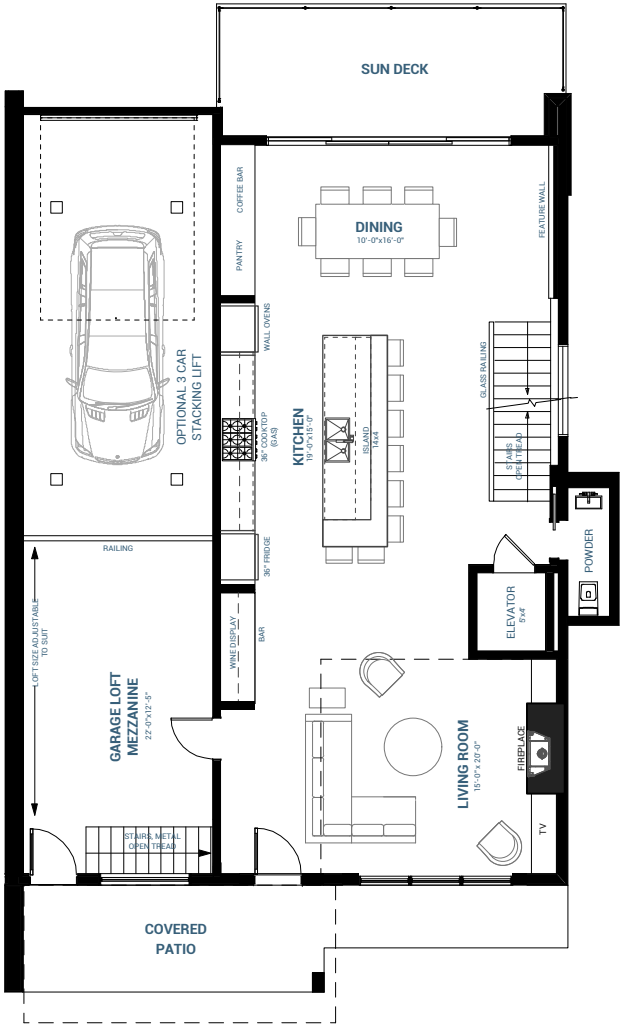 SUN DECK
COFFEE BAR
PANTRY
DINING
10'-0"x16'-0"
FEATURE WALL
WALL OVENS
OPTIONAL 3 CAR
STACKING LIFT
36" COOKTOP
(GAS)
KITCHEN
19'-0"x15'-0"
ISLAND
14x4
GLASS RAILING
STAIRS
OPEN TREAD
RAILING
36" FRIDGE
POWDER
ELEVATOR
5'x4'
LOFT SIZE ADJUSTABLE
TO SUIT
WINE DISPLAY
BAR
GARAGE LOFT
MEZZANINE
22'-0"x12'-5"
LIVING ROOM
15'-0" x 20'-0"
FIREPLACE
TV
STAIRS, METAL
OPEN TREAD
COVERED
PATIO